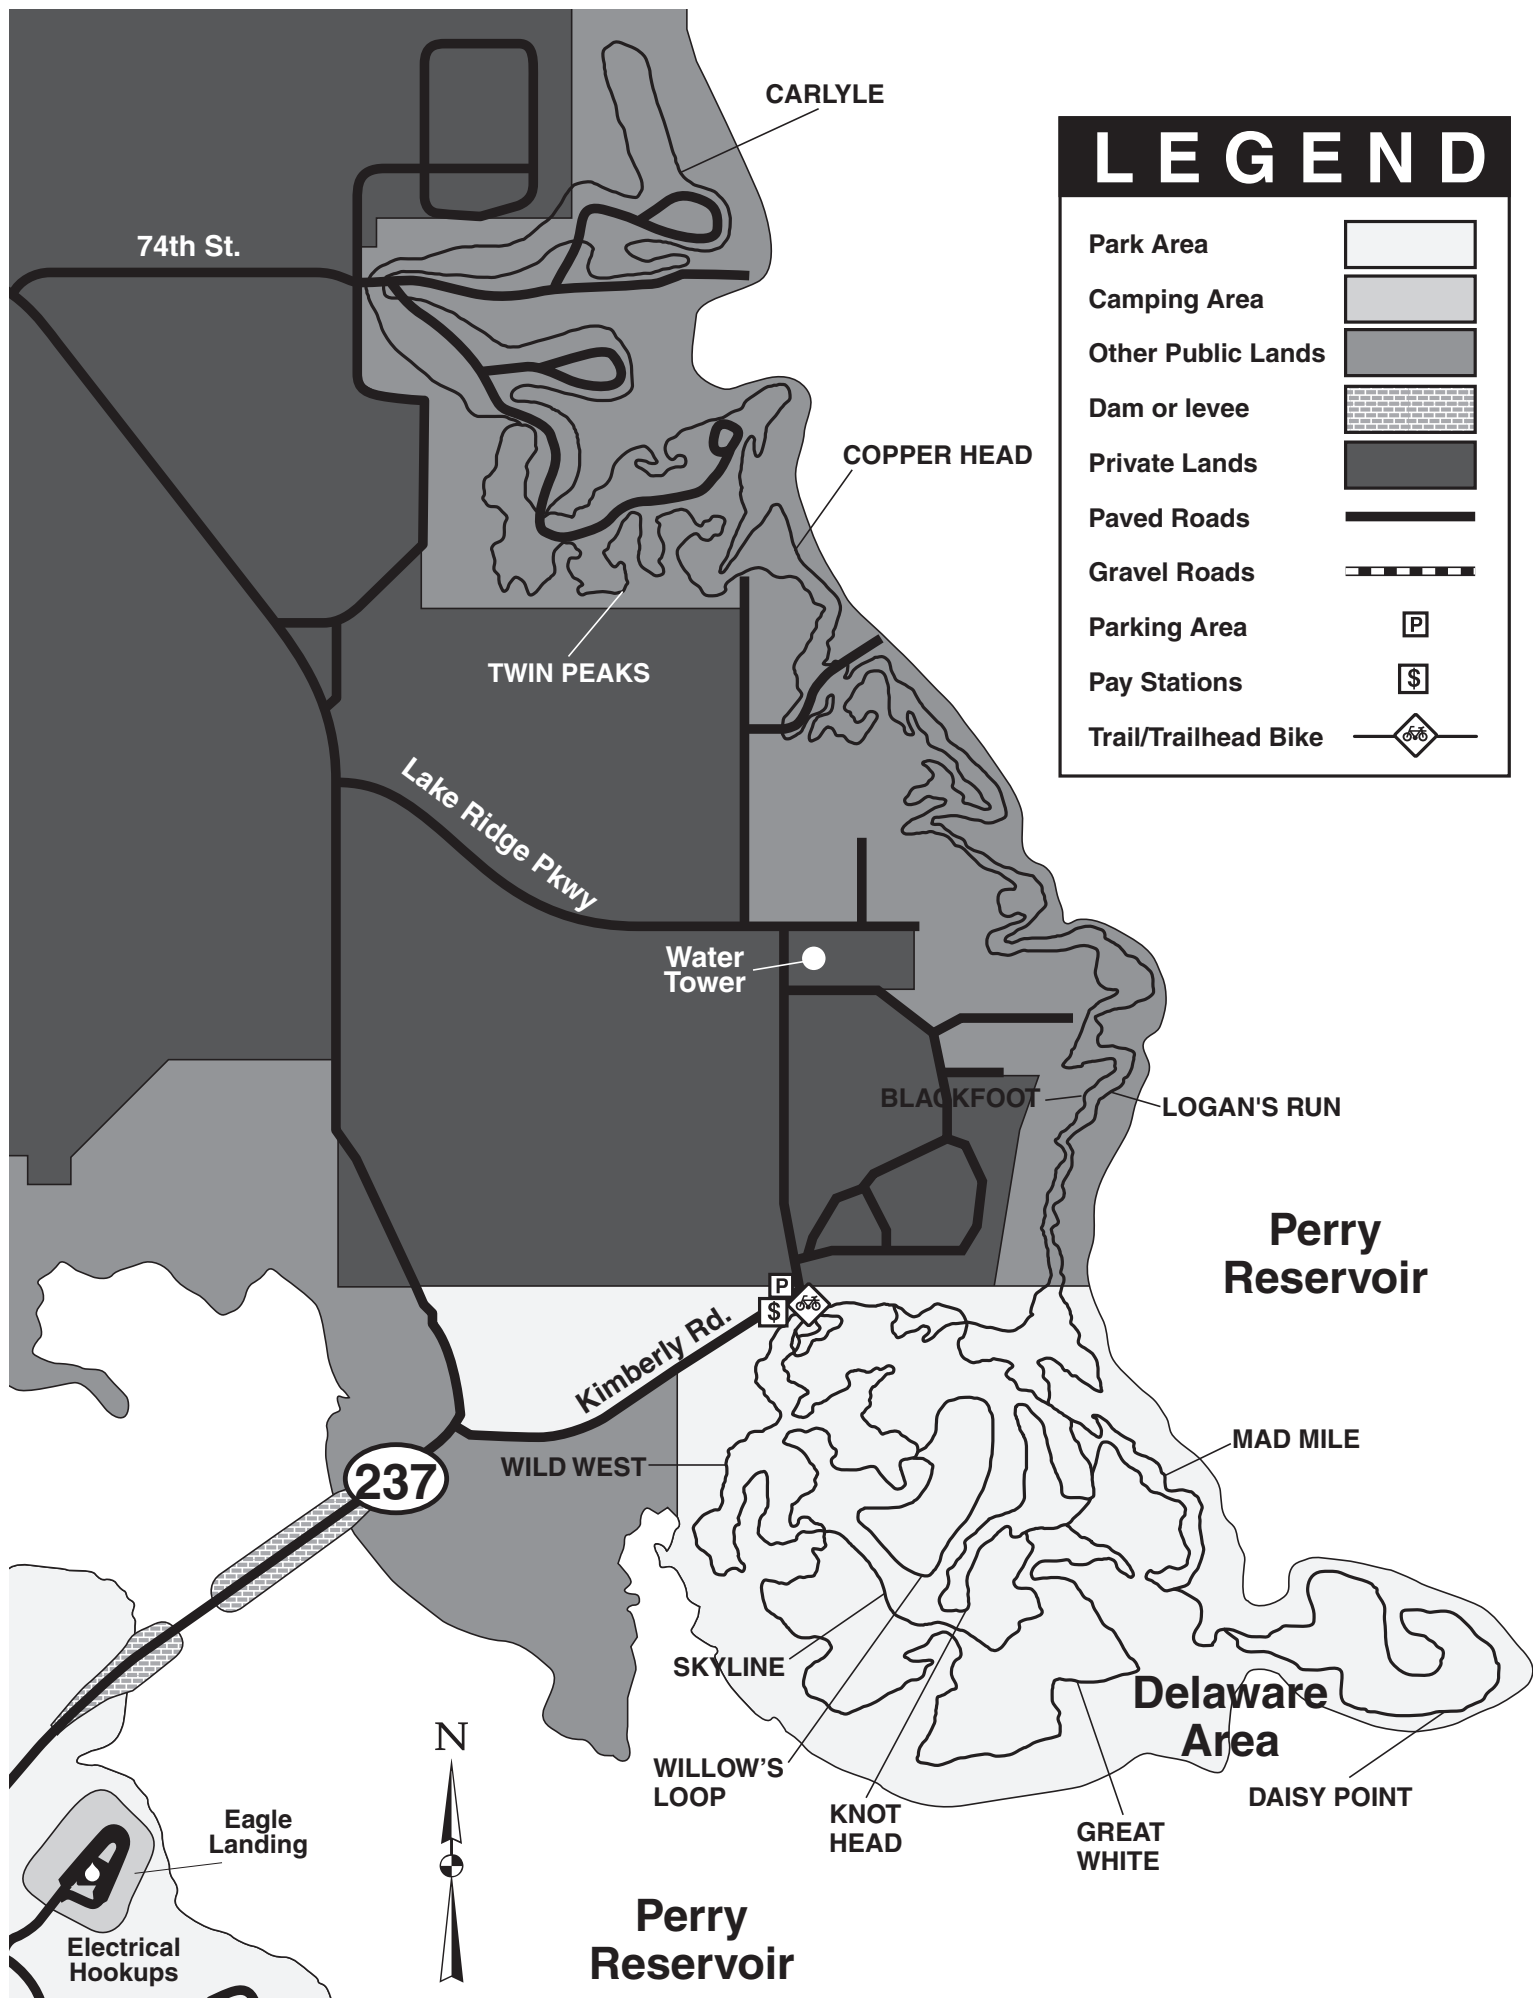 CARLYLE
LEGEND
Park Area
Camping Area
Other Public Lands
Dam or levee
Private Lands
Paved Roads
Gravel Roads
Parking Area
P
Pay Stations
$
Trail/Trailhead Bike
74th St.
COPPER HEAD
TWIN PEAKS
Lake Ridge Pkwy
Water
Tower
BLACKFOOT
LOGAN'S RUN
Perry
Reservoir
P
$
Kimberly Rd.
MAD MILE
WILD WEST
237
SKYLINE
Delaware
Area
WILLOW’S
LOOP
KNOT
HEAD
GREAT
WHITE
DAISY POINT
N
Eagle
Landing
Electrical
Hookups
Perry
Reservoir